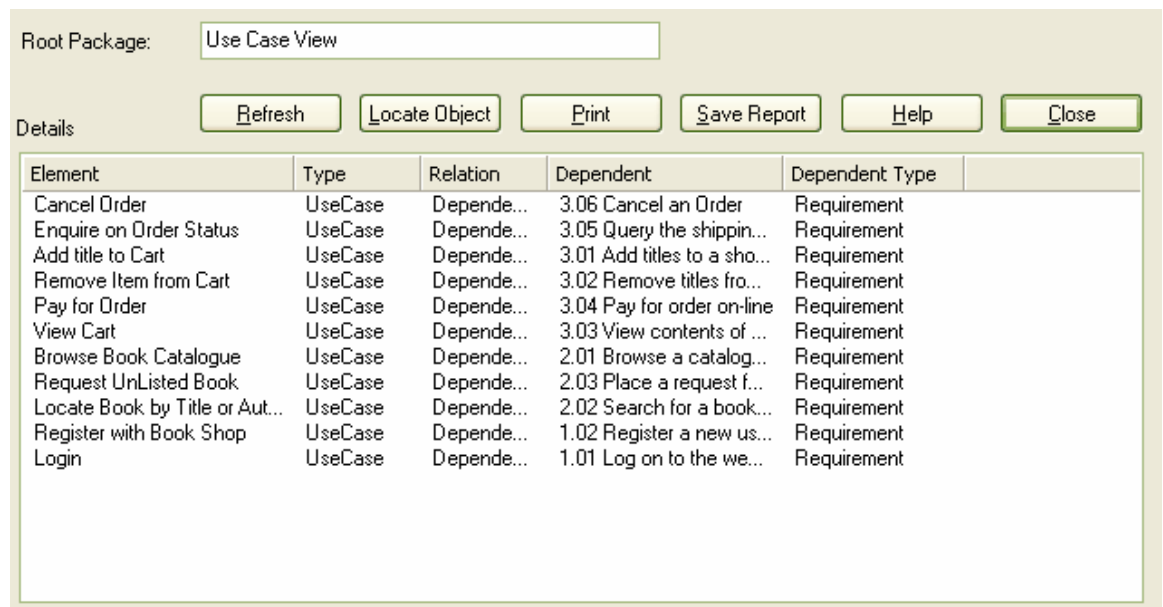 Root Package: Use Case View
Details Refresh Locate Object Print Save Report Help Close
Element Type Relation Dependent Dependent Type
Cancel Order UseCase Depende... 3.06 Cancel an Order Requirement
Enquire on Order Status UseCase Depende... 3.05 Query the shippin... Requirement
Add title to Cart UseCase Depende... 3.01 Add titles to a sho... Requirement
Remove Item from Cart UseCase Depende... 3.02 Remove titles fro... Requirement
Pay for Order UseCase Depende... 3.04 Pay for order on-line Requirement
View Cart UseCase Depende... 3.03 View contents of ... Requirement
Browse Book Catalogue UseCase Depende... 2.01 Browse a catalog... Requirement
Request UnListed Book UseCase Depende... 2.03 Place a request f... Requirement
Locate Book by Title or Aut... UseCase Depende... 2.02 Search for a book... Requirement
Register with Book Shop UseCase Depende... 1.02 Register a new us... Requirement
Login UseCase Depende... 1.01 Log on to the we... Requirement